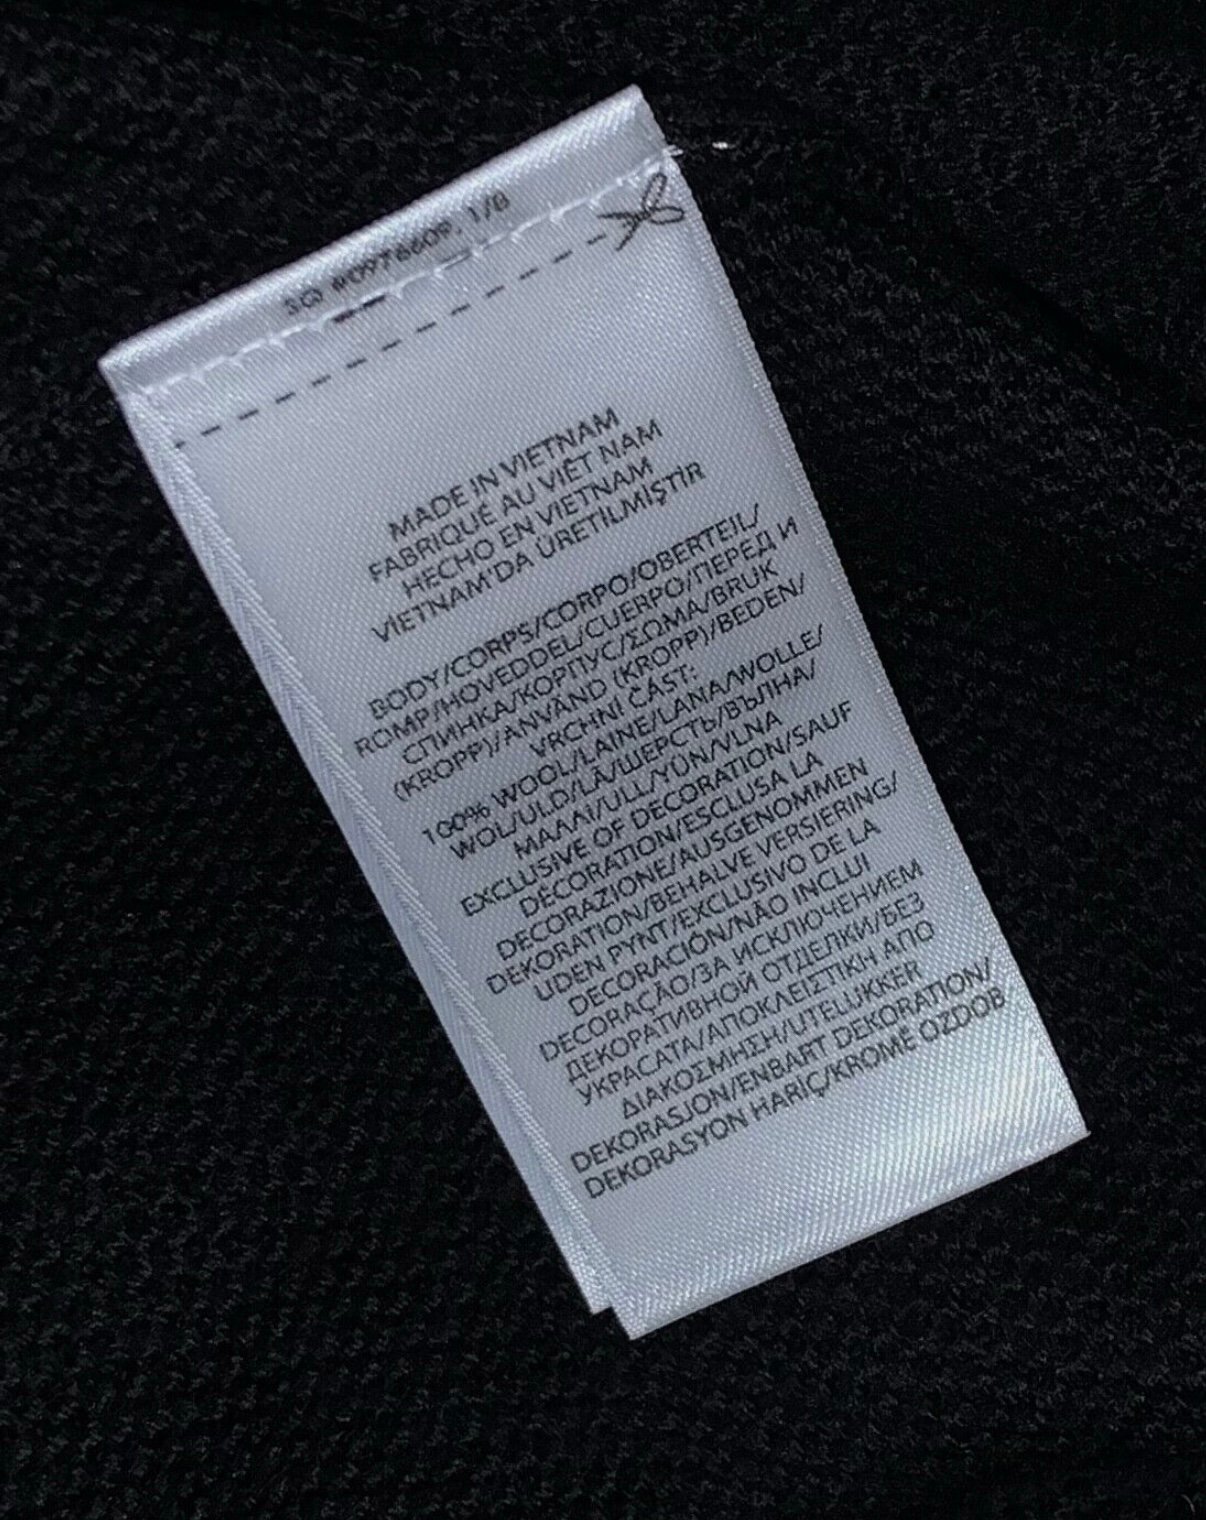 SQ #0976609. 1/8
MADE IN VIETNAM
FABRIQUÉ AU VIÊT NAM
HECHO EN VIETNAM
VIETNAM'DA ÜRETILMIŞTIR
BODY/CORPS/CORPO/OBERTEIL/
ROMP/HOVEDDEL/CUERPO/ПЕРЕД И
СПИНКА/КОРПУС/ΣΩΜΑ/BRUK
(KROPP)/ANVÄND (KROPP)/BEDEN/
VRCHNÍ ČÁST:
100% WOOL/LAINE/LANA/WOLLE/
WOL/ULD/LÃ/ШЕРСТЬ/ВЪЛНА/
ΜΑΛΛΙ/ULL/YÜN/VLNA
EXCLUSIVE OF DECORATION/SAUF
DÉCORATION/ESCLUSA LA
DECORAZIONE/AUSGENOMMEN
DEKORATION/BEHALVE VERSIERING/
UDEN PYNT/EXCLUSIVO DE LA
DECORACIÓN/NÃO INCLUI
DECORAÇÃO/ЗА ИСКЛЮЧЕНИЕМ
ДЕКОРАТИВНОЙ ОТДЕЛКИ/БЕЗ
УКРАСАТА/ΑΠΟΚΛΕΙΣΤΙΚΗ ΑΠΟ
ΔΙΑΚΟΣΜΗΣΗ/UTELUKKER
DEKORASJON/ENBART DEKORATION/
DEKORASYON HARIÇ/KROMĚ OZDOB